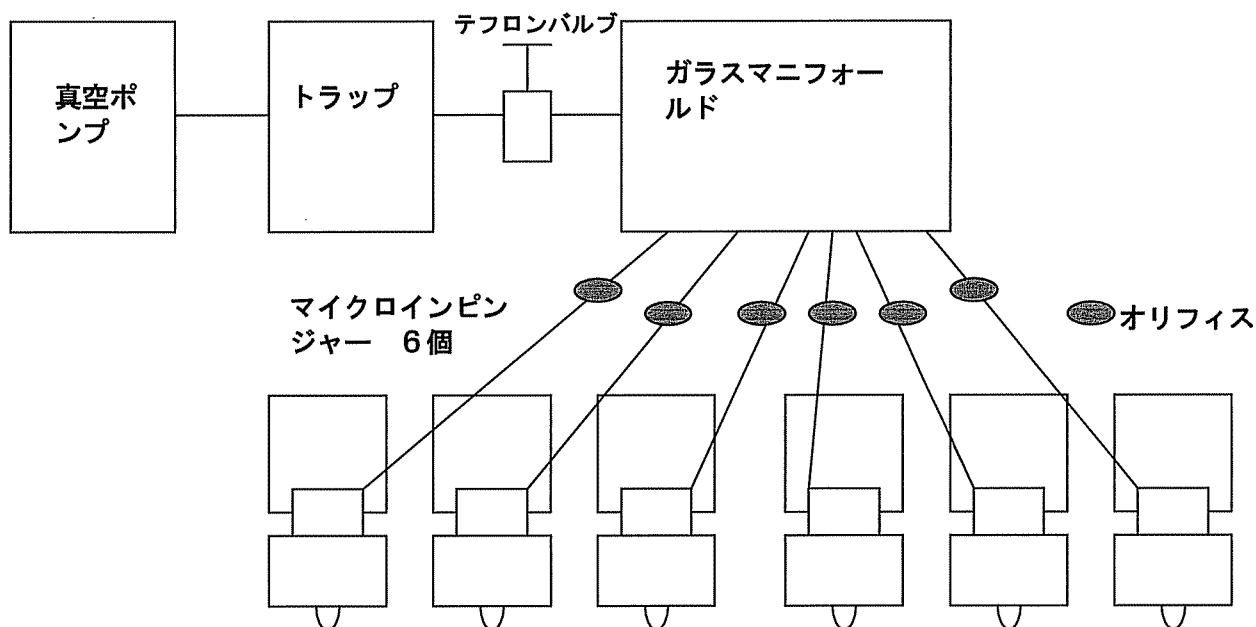 テフロンバルブ
真空ポ
ンプ
トラップ
ガラスマニフォー
ルド
マイクロインピン
ジャー　６個
オリフィス